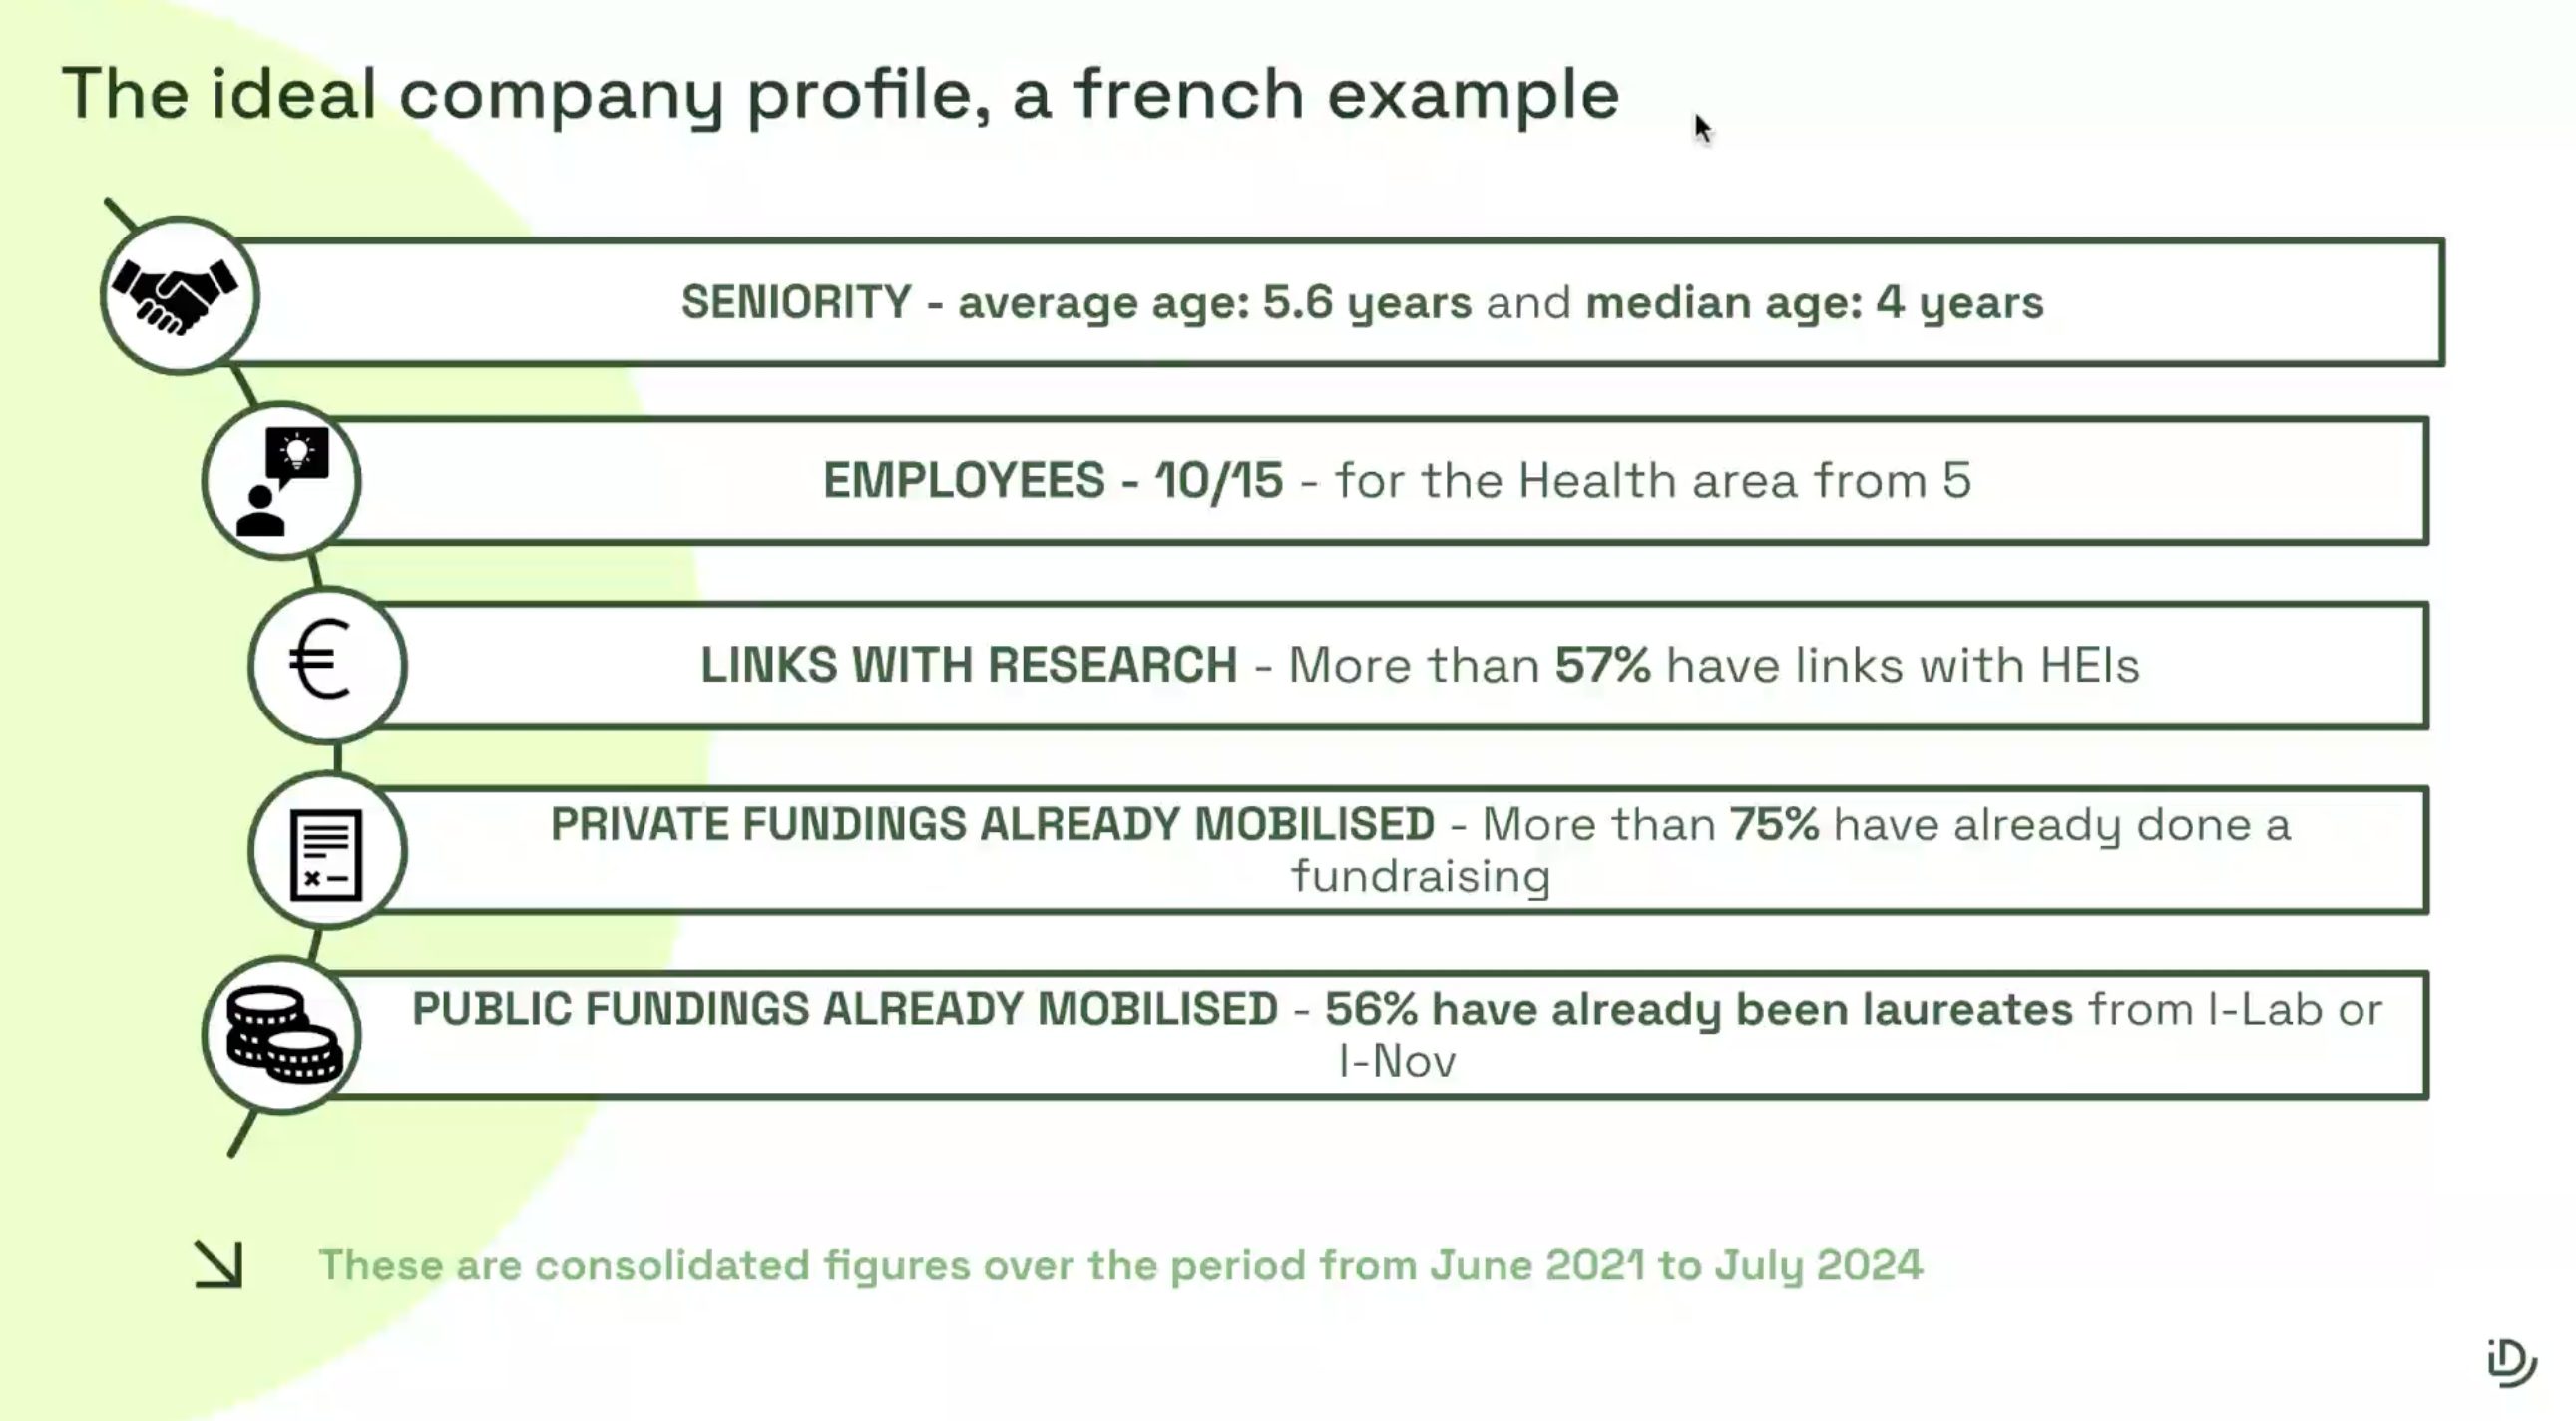 The ideal company profile, a french example
SENIORITY - average age: 5.6 years and median age: 4 years
EMPLOYEES - 10/15 - for the Health area from 5
€
LINKS WITH RESEARCH - More than 57% have links with HEIs
PRIVATE FUNDINGS ALREADY MOBILISED - More than 75% have already done a
fundraising
PUBLIC FUNDINGS ALREADY MOBILISED - 56% have already been laureates from I-Lab or
I-Nov
These are consolidated figures over the period from June 2021 to July 2024
iD